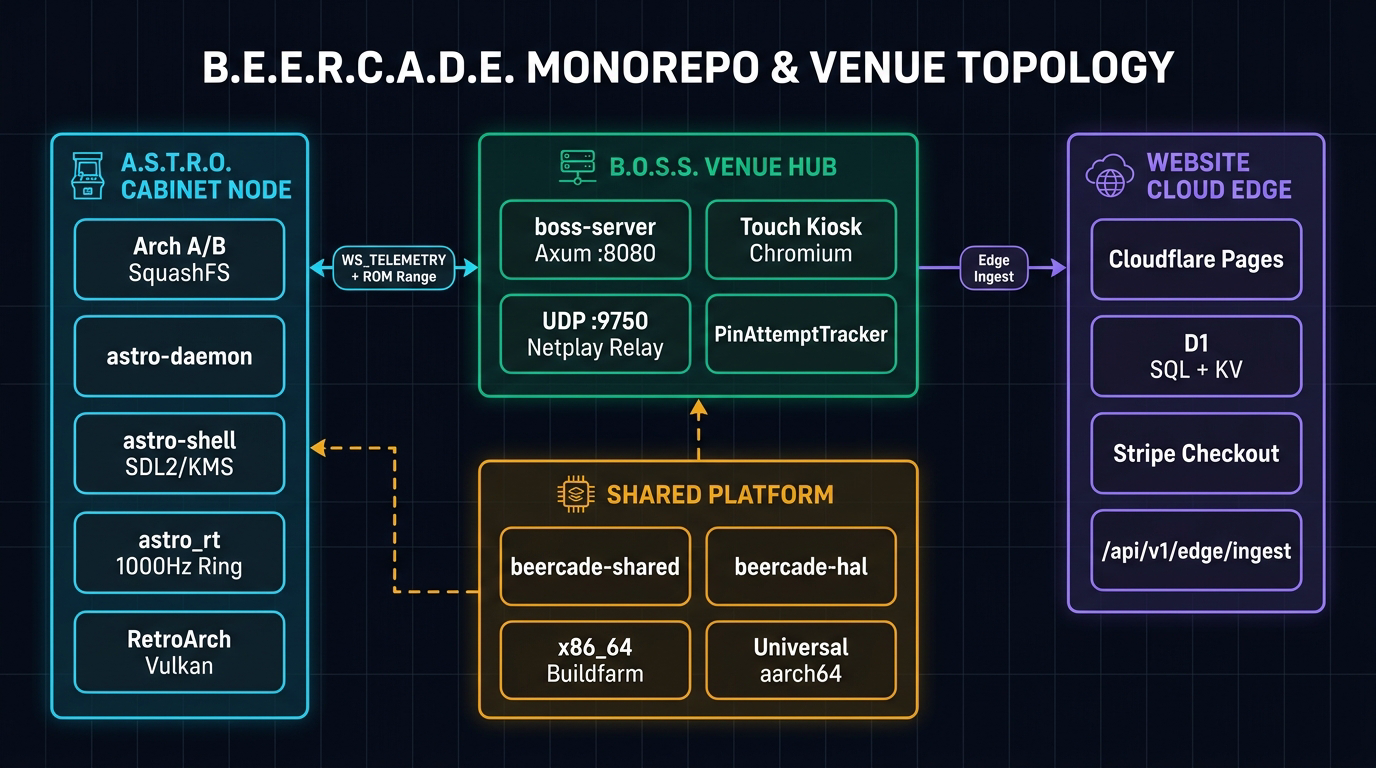 B.E.E.R.C.A.D.E. MONOREPO & VENUE TOPOLOGY
A.S.T.R.O.
CABINET NODE
Arch A/B
SquashFS
astro-daemon
astro-shell
SDL2/KMS
astro_rt
1000Hz Ring
RetroArch
Vulkan
WS_TELEMETRY
+ ROM Range
B.O.S.S. VENUE HUB
boss-server
Axum :8080
Touch Kiosk
Chromium
UDP :9750
Netplay Relay
PinAttemptTracker
SHARED PLATFORM
beercade-shared
beercade-hal
x86_64
Buildfarm
Universal
aarch64
Edge
Ingest
WEBSITE
CLOUD EDGE
Cloudflare Pages
D1
SQL + KV
Stripe Checkout
/api/v1/edge/ingest